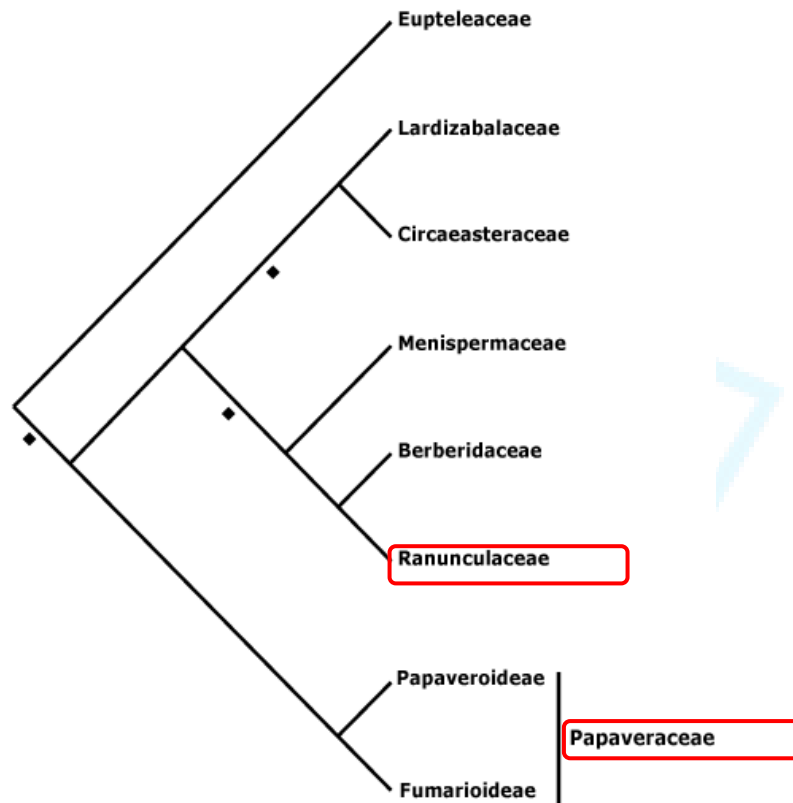 Eupteleaceae
Lardizabalaceae
Circaeasteraceae
Menispermaceae
Berberidaceae
Ranunculaceae
Papaveroideae
Papaveraceae
Fumarioideae